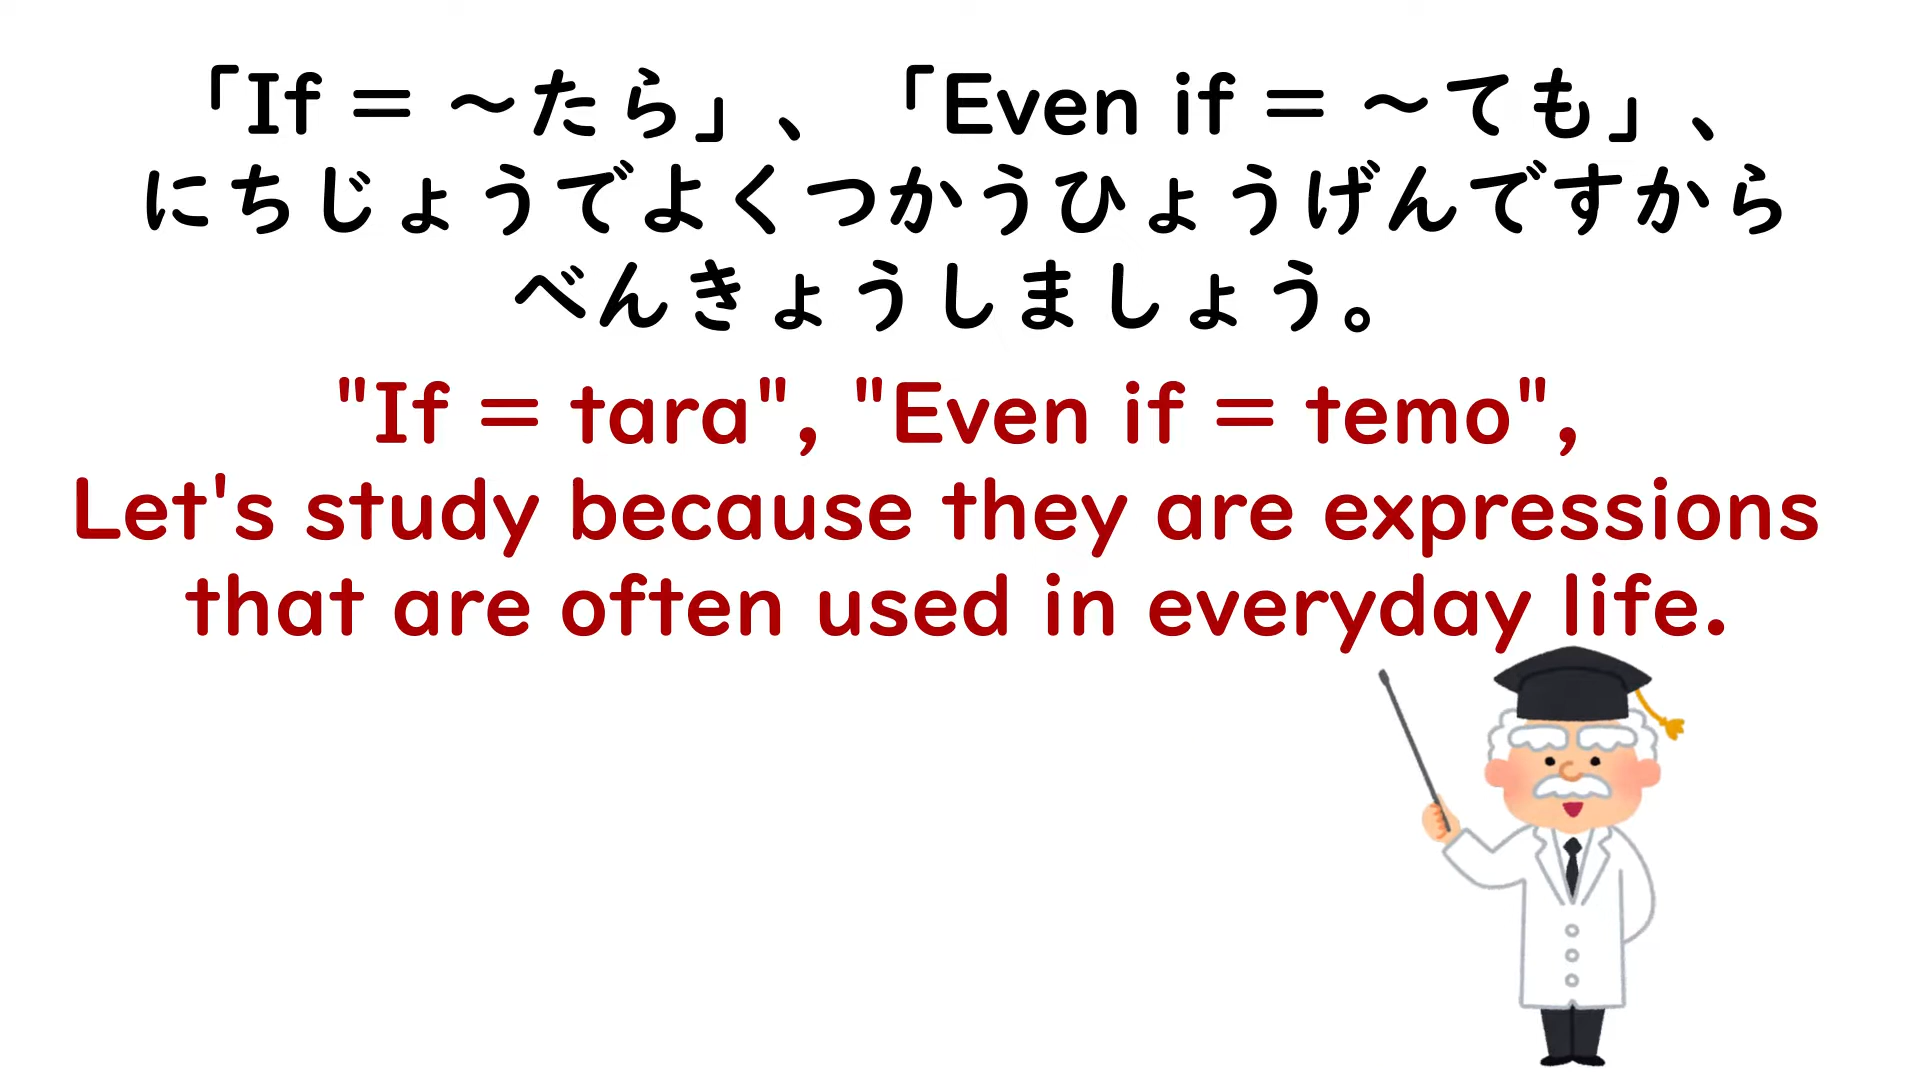 「If = ～たら」、「Even if = ～ても」、
にちじょうでよくつかうひょうげんですから
べんきょうしましょう。
"If = tara", "Even if = temo",
Let's study because they are expressions
that are often used in everyday life.